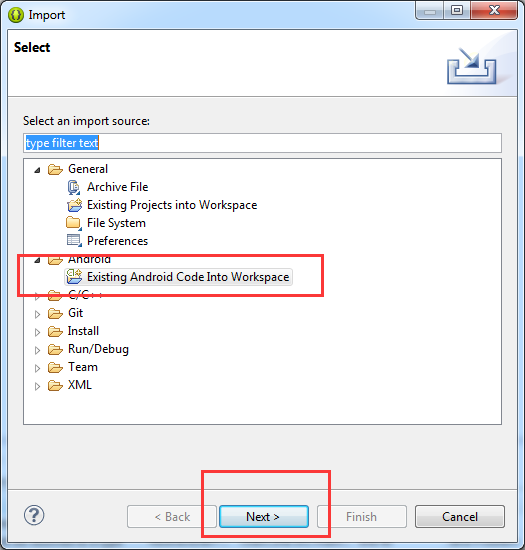 Import
Select
Select an import source:
type filter text
General
Archive File
Existing Projects into Workspace
File System
Preferences
Android
Existing Android Code Into Workspace
C/C++
Git
Install
Run/Debug
Team
XML
?
< Back
Next >
Finish
Cancel